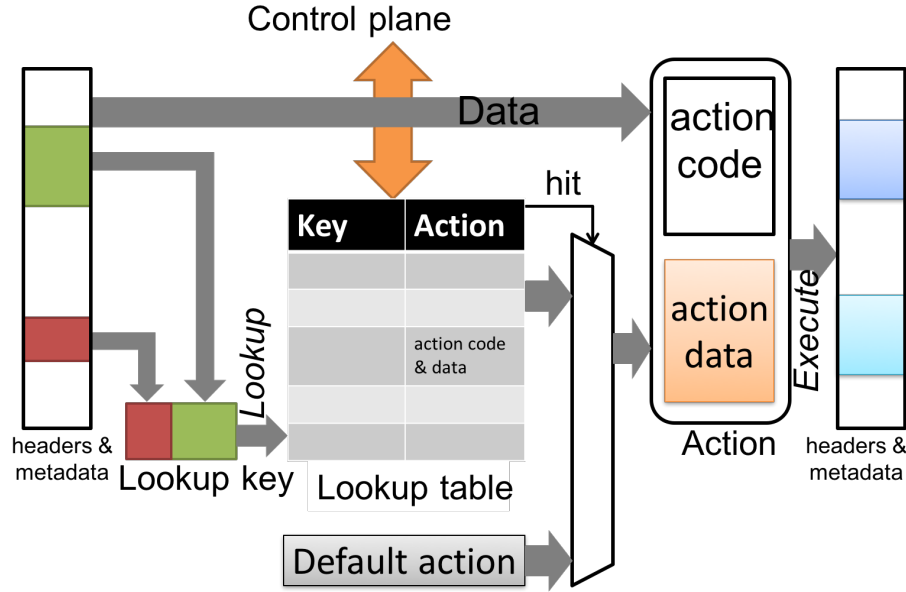 Control plane
Data
action
code
hit
Key Action
action code
& data
Lookup
action
data
Execute
headers &
metadata
Lookup key
Lookup table
Default action
Action
headers &
metadata